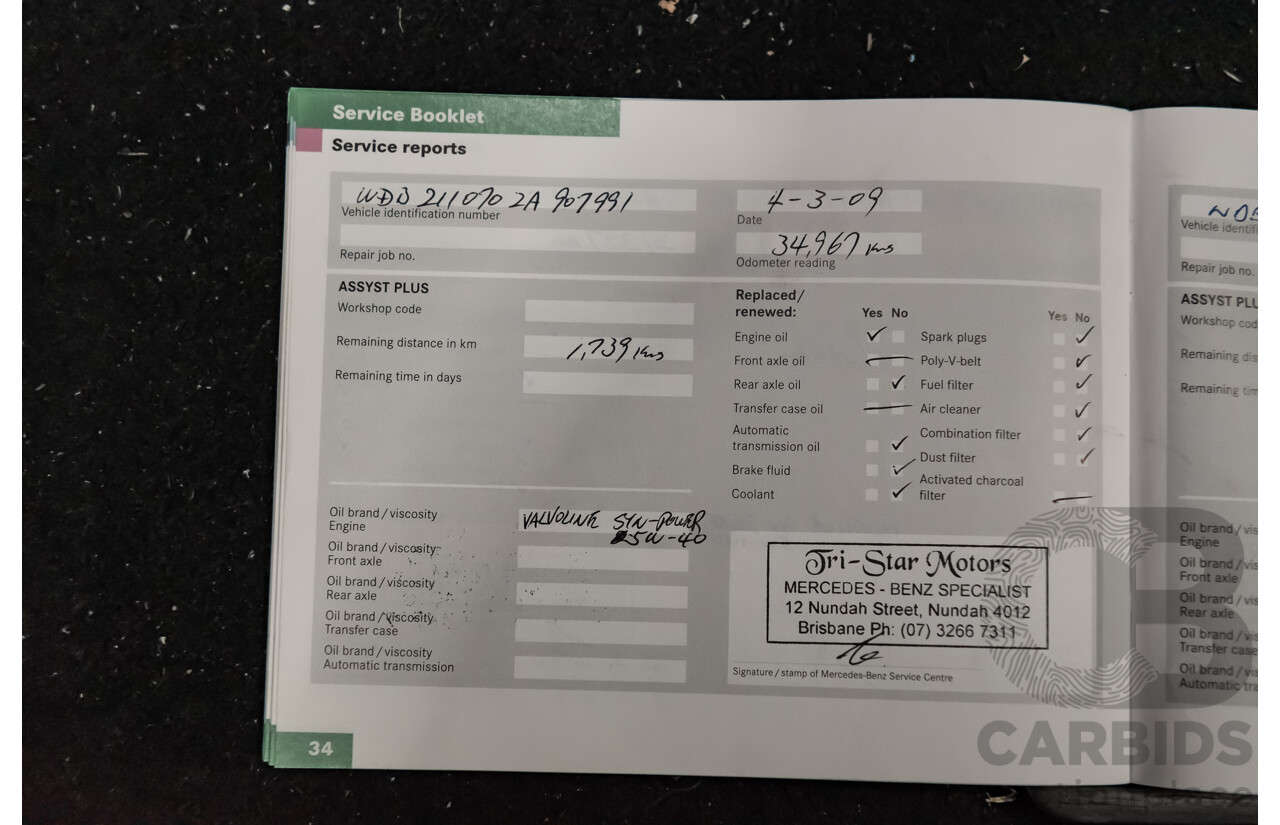 Service Booklet
Service reports
WDB 211070 2A 907991
Vehicle identification number
Repair job no.
4-3-09
Date
34,967 kms
Odometer reading
ASSYST PLUS
Workshop code
Remaining distance in km 1,739 kms
Remaining time in days
Replaced/
renewed: Yes No
Engine oil
Front axle oil
Rear axle oil
Transfer case oil
Automatic
transmission oil
Brake fluid
Coolant
Yes No
Spark plugs
Poly-V-belt
Fuel filter
Air cleaner
Combination filter
Dust filter
Activated charcoal
filter
Oil brand/viscosity
Engine
VALVOLINE SYN-POWER
5W-40
Oil brand/viscosity
Front axle
Oil brand/viscosity
Rear axle
Oil brand/viscosity
Transfer case
Oil brand/viscosity
Automatic transmission
Tri-Star Motors
MERCEDES - BENZ SPECIALIST
12 Nundah Street, Nundah 4012
Brisbane Ph: (07) 3266 7311
Signature/stamp of Mercedes-Benz Service Centre
34
Vehicle identifi
Repair job no.
ASSYST PLU
Workshop cod
Remaining dis
Remaining tim
Oil brand/vis
Engine
Oil brand/vis
Front axle
Oil brand/vis
Rear axle
Oil brand/vis
Transfer case
Oil brand/vis
Automatic tra
CARBIDS